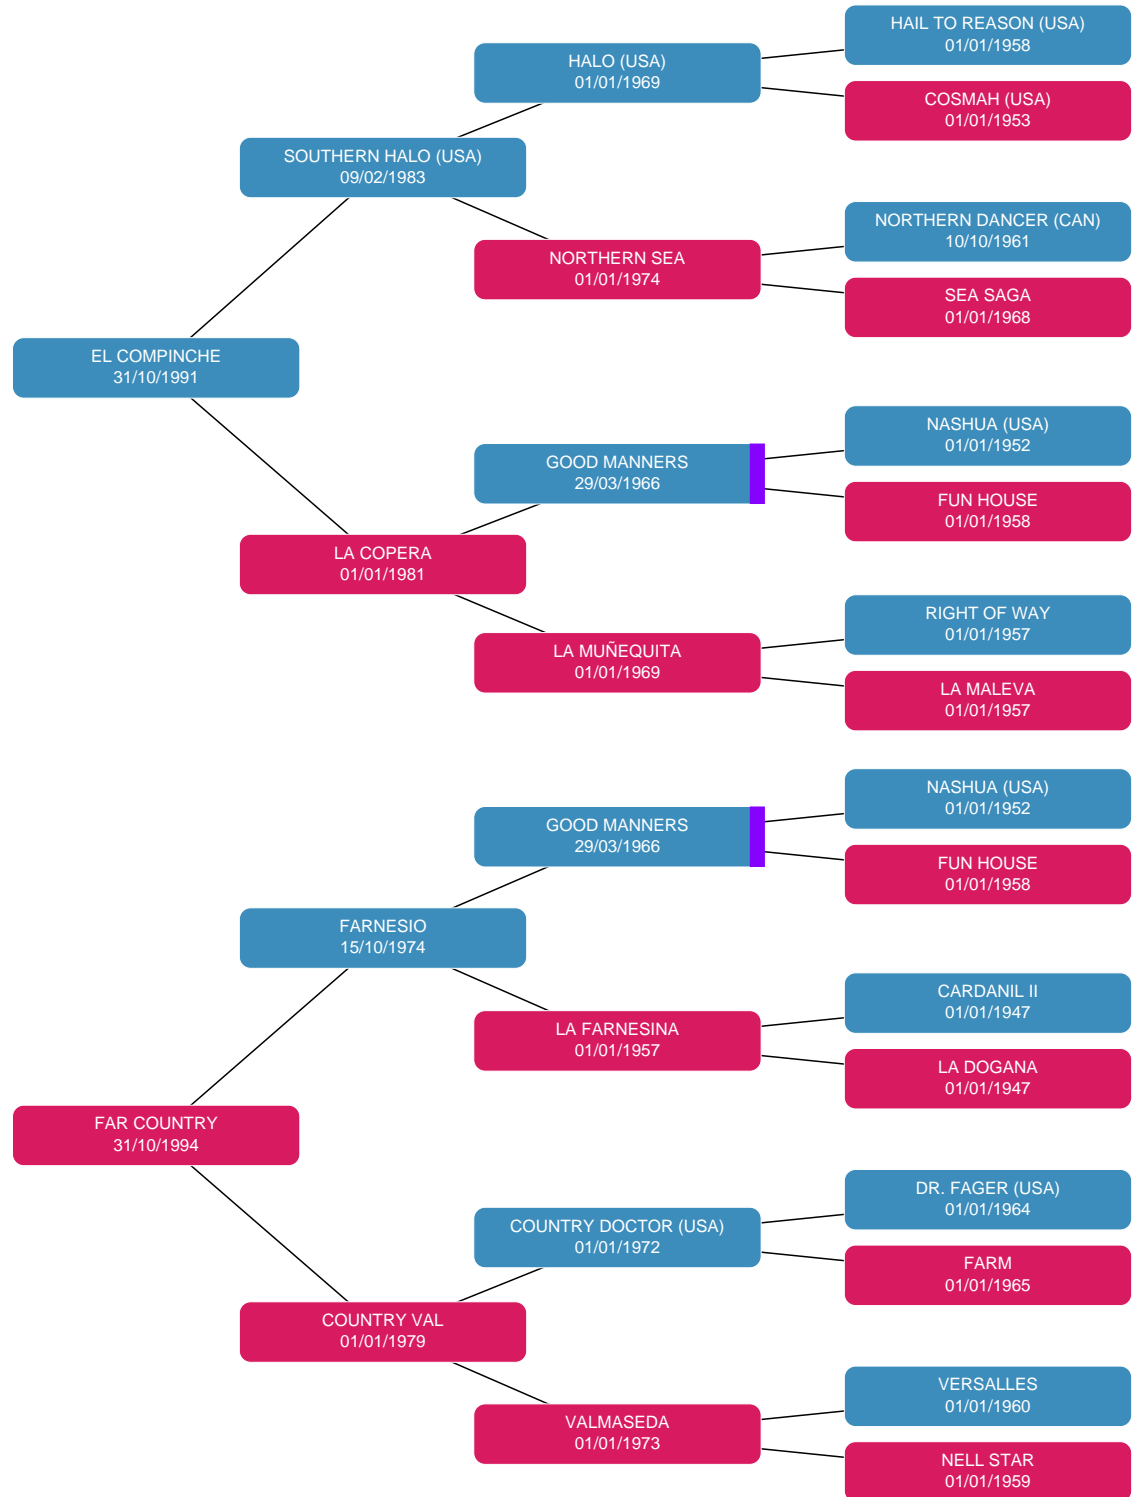 HAIL TO REASON (USA)
01/01/1958
HALO (USA)
01/01/1969
COSMAH (USA)
01/01/1953
SOUTHERN HALO (USA)
09/02/1983
NORTHERN DANCER (CAN)
10/10/1961
NORTHERN SEA
01/01/1974
SEA SAGA
01/01/1968
EL COMPINCHE
31/10/1991
NASHUA (USA)
01/01/1952
GOOD MANNERS
29/03/1966
FUN HOUSE
01/01/1958
LA COPERA
01/01/1981
RIGHT OF WAY
01/01/1957
LA MUÑEQUITA
01/01/1969
LA MALEVA
01/01/1957
NASHUA (USA)
01/01/1952
GOOD MANNERS
29/03/1966
FUN HOUSE
01/01/1958
FARNESIO
15/10/1974
CARDANIL II
01/01/1947
LA FARNESINA
01/01/1957
LA DOGANA
01/01/1947
FAR COUNTRY
31/10/1994
DR. FAGER (USA)
01/01/1964
COUNTRY DOCTOR (USA)
01/01/1972
FARM
01/01/1965
COUNTRY VAL
01/01/1979
VERSALLES
01/01/1960
VALMASEDA
01/01/1973
NELL STAR
01/01/1959